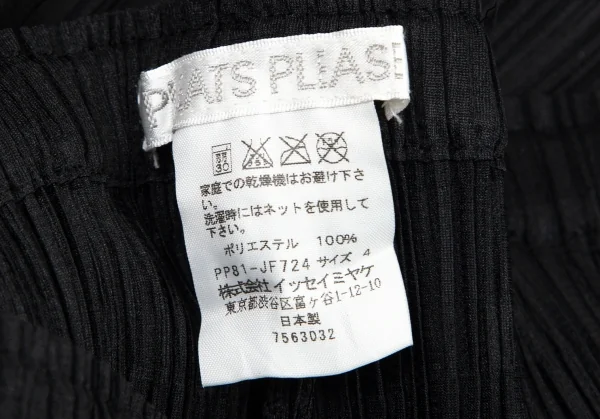 PLEATS PLEASE
家庭での乾燥機はお避け下さ
い。
洗濯時にはネットを使用して
下さい。
ポリエステル 100%
PP81-JF724 サイズ 4
株式会社イッセイミヤケ
東京都渋谷区富ヶ谷1-12-10
日本製
7563032